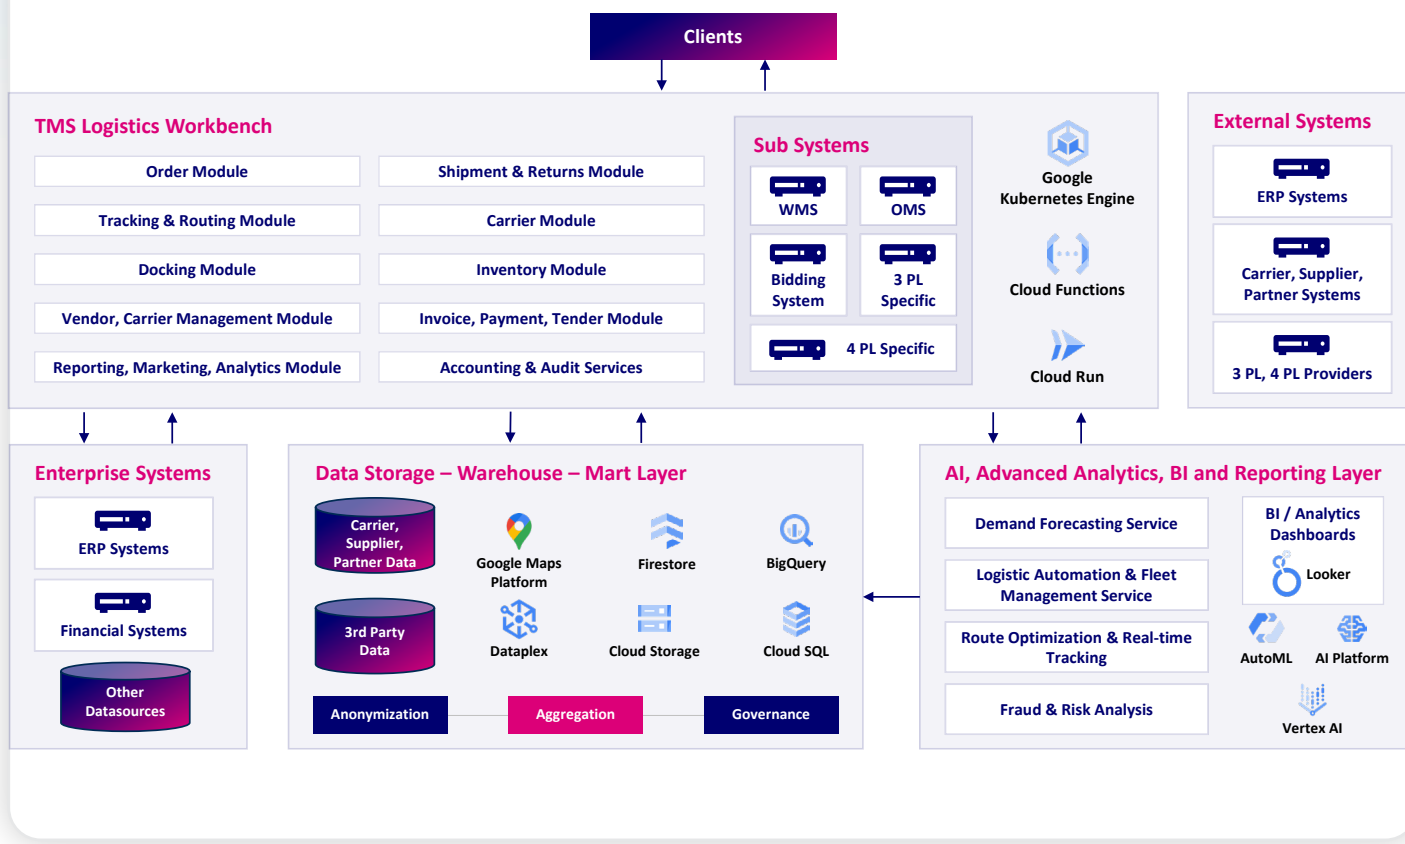 Clients
TMS Logistics Workbench
Order Module
Shipment & Returns Module
Tracking & Routing Module
Carrier Module
Docking Module
Inventory Module
Vendor, Carrier Management Module
Invoice, Payment, Tender Module
Reporting, Marketing, Analytics Module
Accounting & Audit Services
Sub Systems
WMS
OMS
Bidding
System
3 PL
Specific
4 PL Specific
Google
Kubernetes Engine
Cloud Functions
Cloud Run
External Systems
ERP Systems
Carrier, Supplier,
Partner Systems
3 PL, 4 PL Providers
Enterprise Systems
ERP Systems
Financial Systems
Other
Datasources
Data Storage – Warehouse – Mart Layer
Carrier,
Supplier,
Partner Data
Google Maps
Platform
Firestore
BigQuery
3rd Party
Data
Dataplex
Cloud Storage
Cloud SQL
Anonymization
Aggregation
Governance
AI, Advanced Analytics, BI and Reporting Layer
Demand Forecasting Service
Logistic Automation & Fleet
Management Service
Route Optimization & Real-time
Tracking
Fraud & Risk Analysis
BI / Analytics
Dashboards
Looker
AutoML
AI Platform
Vertex AI